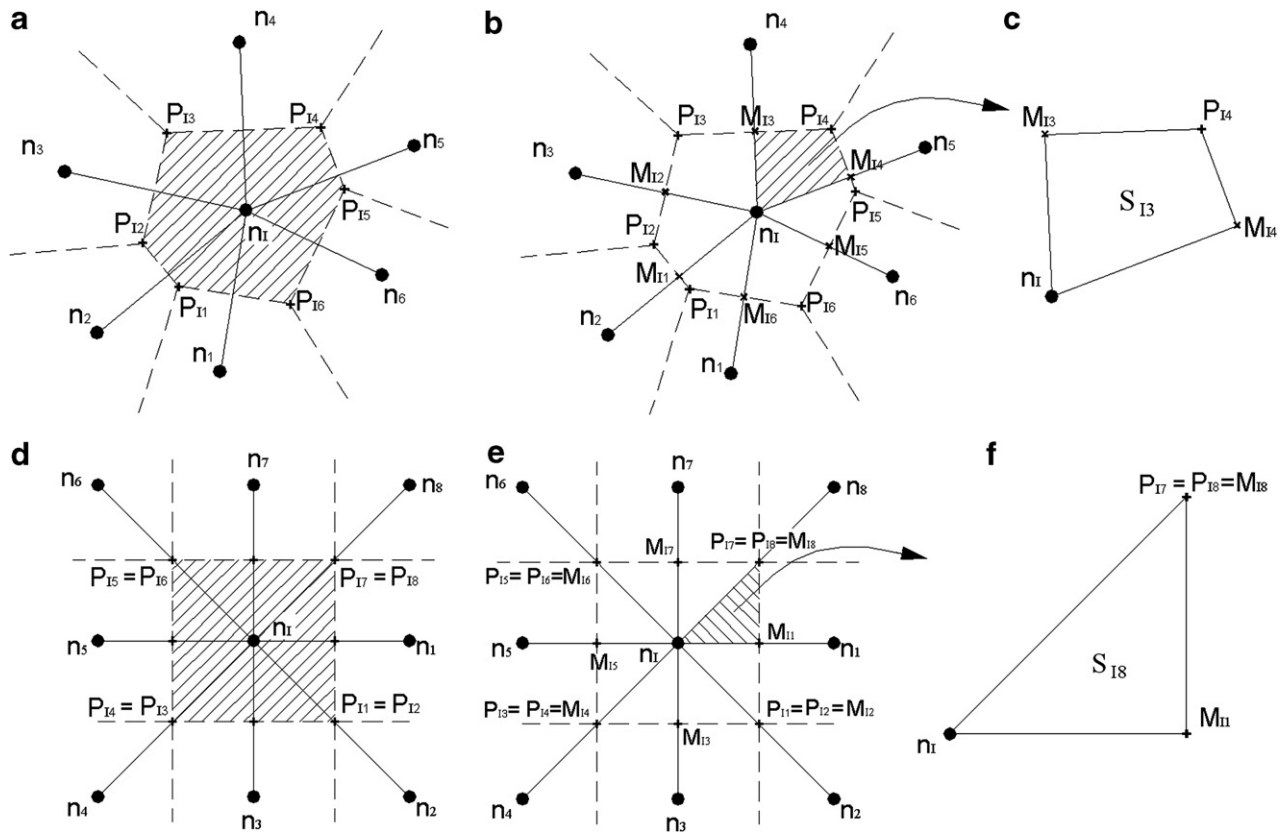 a
n4
PI3
PI4
n3
n5
PI2
nI
PI5
PI1
PI6
n6
n2
n1
b
n4
PI3
MI3
PI4
n3
n5
MI2
MI4
PI2
nI
PI5
MI1
MI5
n6
PI1
MI6
PI6
n2
n1
c
MI3
PI4
SI3
MI4
nI
d
n6
n7
n8
PI5 = PI6
PI7 = PI8
nI
n5
n1
PI4 = PI3
PI1 = PI2
n4
n3
n2
e
n6
n7
n8
MI7
PI7 = PI8=MI8
PI5= PI6=MI6
n5
MI5
nI
MI1
n1
PI3= PI4=MI4
MI3
PI1= PI2= MI2
n4
n3
n2
f
PI7 = PI8=MI8
SI8
nI
MI1